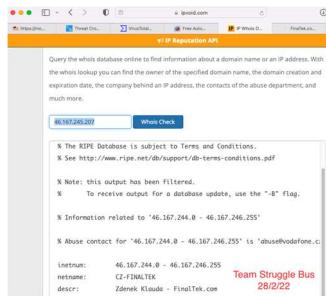 ipvoid.com
https://mo...
Threat Cro...
VirusTotal...
Free Auto...
IP Whois D...
FinalTek.co...
IP Reputation API
Query the whois database online to find information about a domain name or an IP address. With
the whois lookup you can find the owner of the specified domain name, the domain creation and
expiration date, the company behind an IP address, the contacts of the abuse department, and
much more.
46.167.245.207
Whois Check
% The RIPE Database is subject to Terms and Conditions.
% See http://www.ripe.net/db/support/db-terms-conditions.pdf
% Note: this output has been filtered.
% To receive output for a database update, use the "-B" flag.
% Information related to '46.167.244.0 - 46.167.246.255'
% Abuse contact for '46.167.244.0 - 46.167.246.255' is 'abuse@vodafone.c
inetnum: 46.167.244.0 - 46.167.246.255
netname: CZ-FINALTEK
descr: Zdenek Klauda - FinalTek.com
Team Struggle Bus
28/2/22